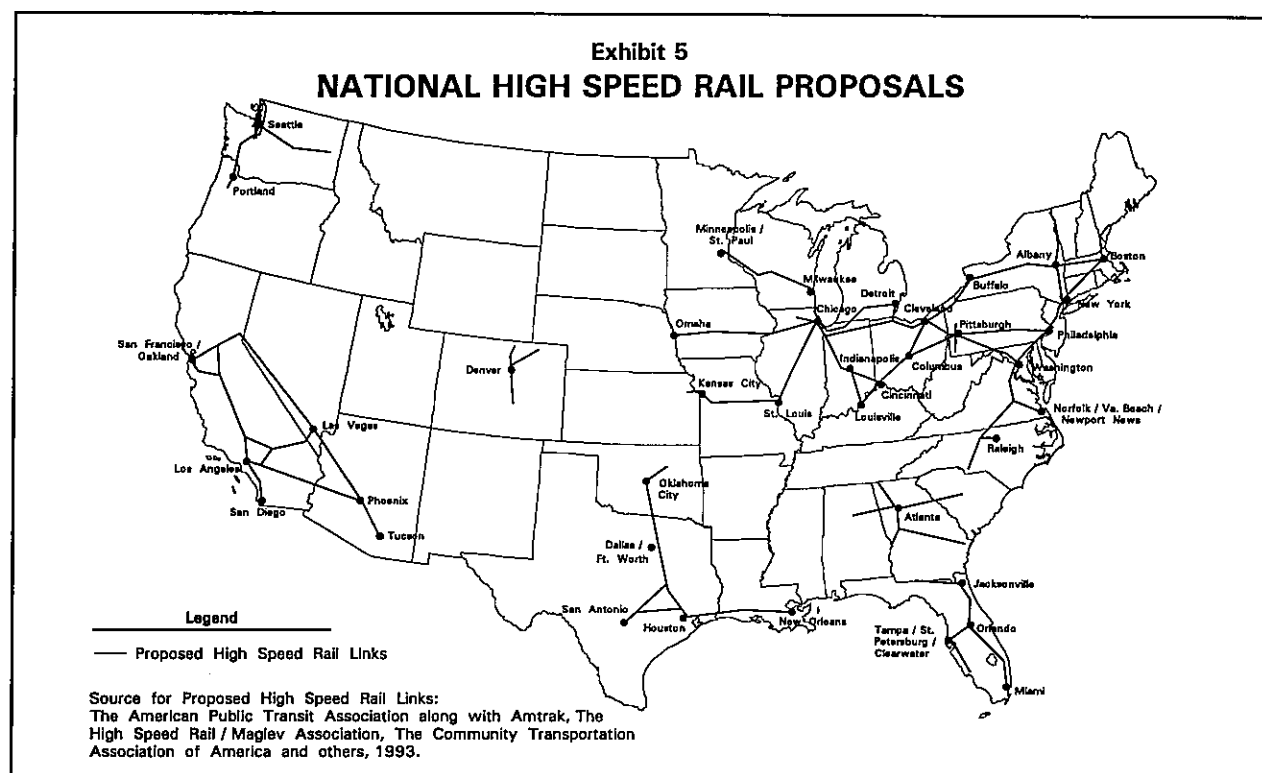 Exhibit 5
NATIONAL HIGH SPEED RAIL PROPOSALS
Seattle
Portland
Minneapolis /
St. Paul
Milwaukee
Detroit
Chicago
Cleveland
Albany
Boston
Buffalo
New York
Pittsburgh
Philadelphia
Omaha
San Francisco /
Oakland
Denver
Indianapolis
Columbus
Washington
Kansas City
Cincinnati
St. Louis
Louisville
Norfolk / Va. Beach /
Newport News
Las Vegas
Raleigh
Los Angeles
Oklahoma
City
Phoenix
San Diego
Atlanta
Tucson
Dallas /
Ft. Worth
Jacksonville
San Antonio
Houston
New Orleans
Orlando
Tampa / St.
Petersburg /
Clearwater
Miami
Legend
Proposed High Speed Rail Links
Source for Proposed High Speed Rail Links:
The American Public Transit Association along with Amtrak, The
High Speed Rail / Maglev Association, The Community Transportation
Association of America and others, 1993.